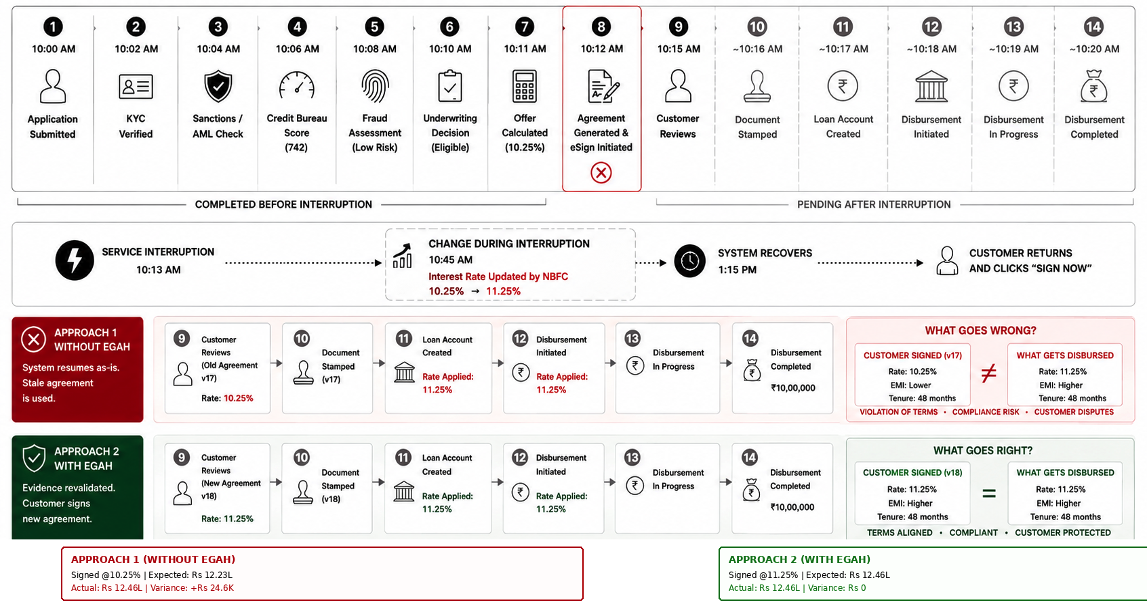 1
10:00 AM
Application
Submitted
2
10:02 AM
KYC
Verified
3
10:04 AM
Sanctions /
AML Check
4
10:06 AM
Credit Bureau
Score
(742)
5
10:08 AM
Fraud
Assessment
(Low Risk)
6
10:10 AM
Underwriting
Decision
(Eligible)
7
10:11 AM
Offer
Calculated
(10.25%)
8
10:12 AM
Agreement
Generated &
eSign Initiated
9
10:15 AM
Customer
Reviews
10
~10:16 AM
Document
Stamped
11
~10:17 AM
₹
Loan Account
Created
12
~10:18 AM
Disbursement
Initiated
13
~10:19 AM
₹
Disbursement
In Progress
14
~10:20 AM
₹
Disbursement
Completed
COMPLETED BEFORE INTERRUPTION
PENDING AFTER INTERRUPTION
SERVICE INTERRUPTION
10:13 AM
CHANGE DURING INTERRUPTION
10:45 AM
Interest Rate Updated by NBFC
10.25% → 11.25%
SYSTEM RECOVERS
1:15 PM
CUSTOMER RETURNS
AND CLICKS “SIGN NOW”
APPROACH 1
WITHOUT EGAH
System resumes as-is.
Stale agreement
is used.
9
Customer
Reviews
(Old Agreement
v17)
Rate: 10.25%
10
Document
Stamped
(v17)
11
Loan Account
Created
Rate Applied:
11.25%
12
Disbursement
Initiated
₹
Rate Applied:
11.25%
13
₹
Disbursement
In Progress
14
₹
Disbursement
Completed
₹10,00,000
WHAT GOES WRONG?
CUSTOMER SIGNED (v17)
Rate: 10.25%
EMI: Lower
Tenure: 48 months
≠
WHAT GETS DISBURSED
Rate: 11.25%
EMI: Higher
Tenure: 48 months
VIOLATION OF TERMS • COMPLIANCE RISK • CUSTOMER DISPUTES
APPROACH 2
WITH EGAH
Evidence revalidated.
Customer signs
new agreement.
9
Customer
Reviews
(New Agreement
v18)
Rate: 11.25%
10
Document
Stamped
(v18)
11
Loan Account
Created
Rate Applied:
11.25%
12
Disbursement
Initiated
₹
Rate Applied:
11.25%
13
₹
Disbursement
In Progress
14
₹
Disbursement
Completed
₹10,00,000
WHAT GOES RIGHT?
CUSTOMER SIGNED (v18)
Rate: 11.25%
EMI: Higher
Tenure: 48 months
=
WHAT GETS DISBURSED
Rate: 11.25%
EMI: Higher
Tenure: 48 months
TERMS ALIGNED • COMPLIANT • CUSTOMER PROTECTED
APPROACH 1 (WITHOUT EGAH)
Signed @10.25% | Expected: Rs 12.23L
Actual: Rs 12.46L | Variance: +Rs 24.6K
APPROACH 2 (WITH EGAH)
Signed @11.25% | Expected: Rs 12.46L
Actual: Rs 12.46L | Variance: Rs 0